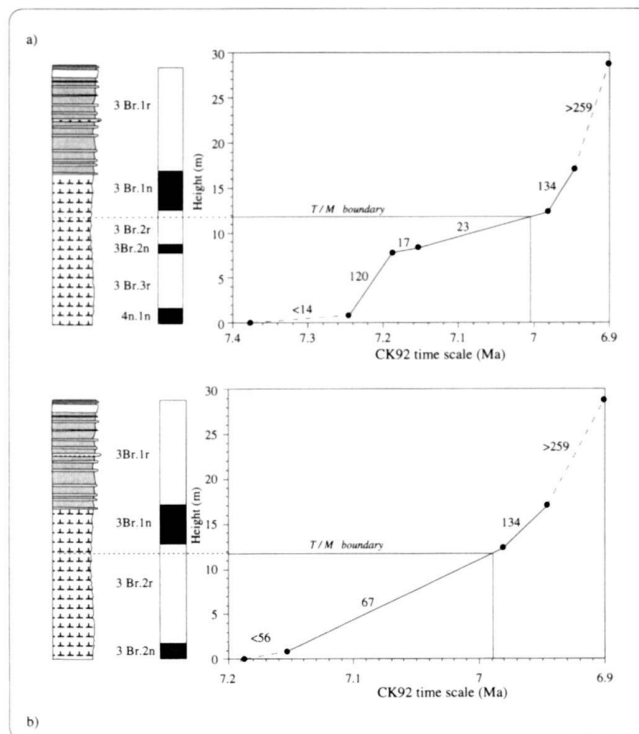 a)
3 Br.1r
3 Br.1n
3 Br.2r
3Br.2n
3 Br.3r
4n.1n
Height (m)
30
25
20
15
10
5
0
T / M boundary
<14
120
17
23
134
>259
7.4
7.3
7.2
7.1
7
6.9
CK92 time scale (Ma)
3Br.1r
3Br.1n
3 Br.2r
3 Br.2n
Height (m)
30
25
20
15
10
5
0
T / M boundary
<56
67
134
>259
7.2
7.1
7
6.9
CK92 time scale (Ma)
b)